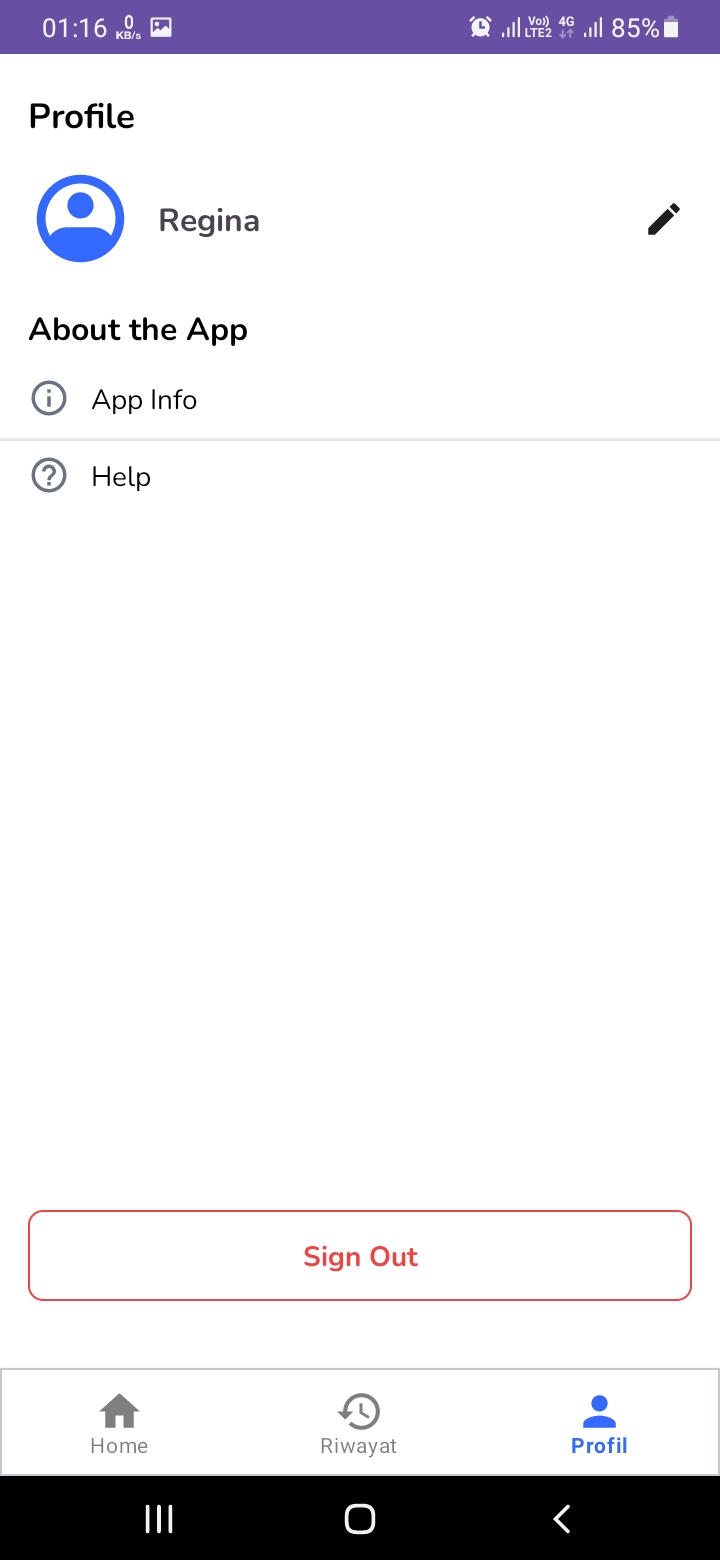 01:16 0 KB/s Vo)) LTE2 4G 85%
Profile
Regina
About the App
App Info
Help
Sign Out
Home Riwayat Profil